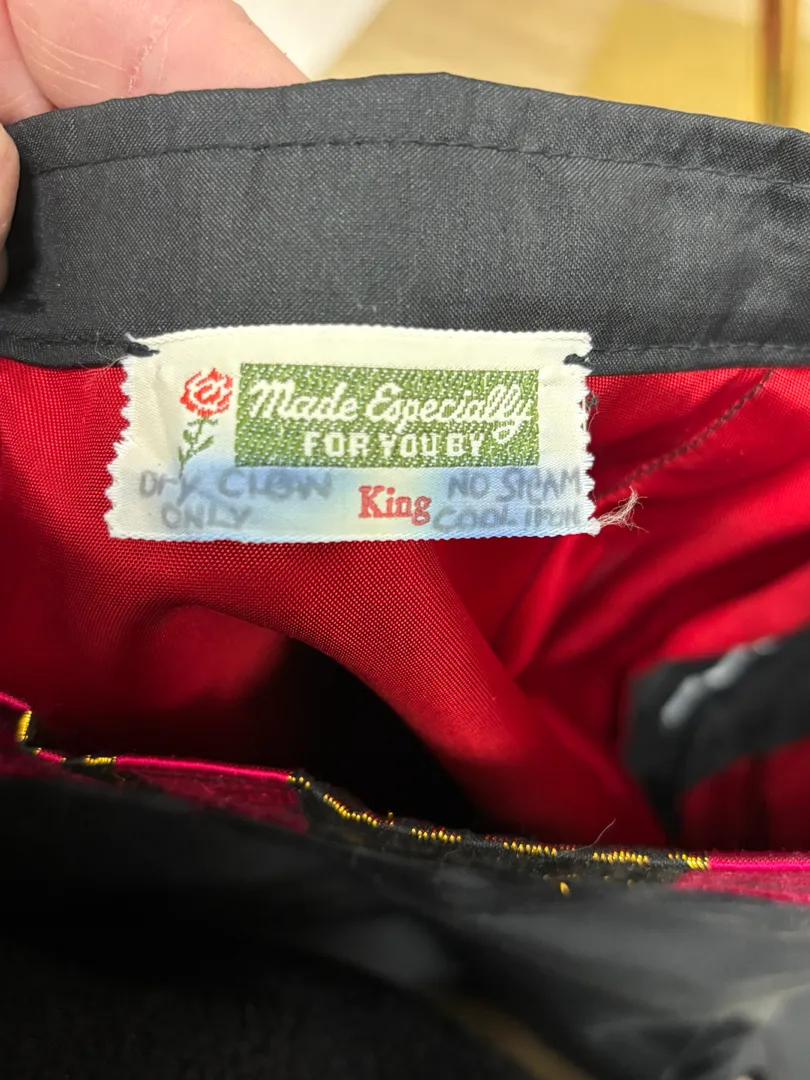 Made Especially
FOR YOU BY
King
DrY CLEAN
ONLY
NO STEAM
COOL IRON